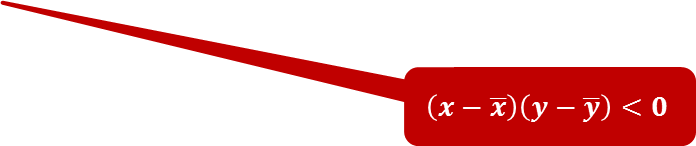 (𝒙 − 𝒙̅)(𝒚 − 𝒚̅) < 𝟎